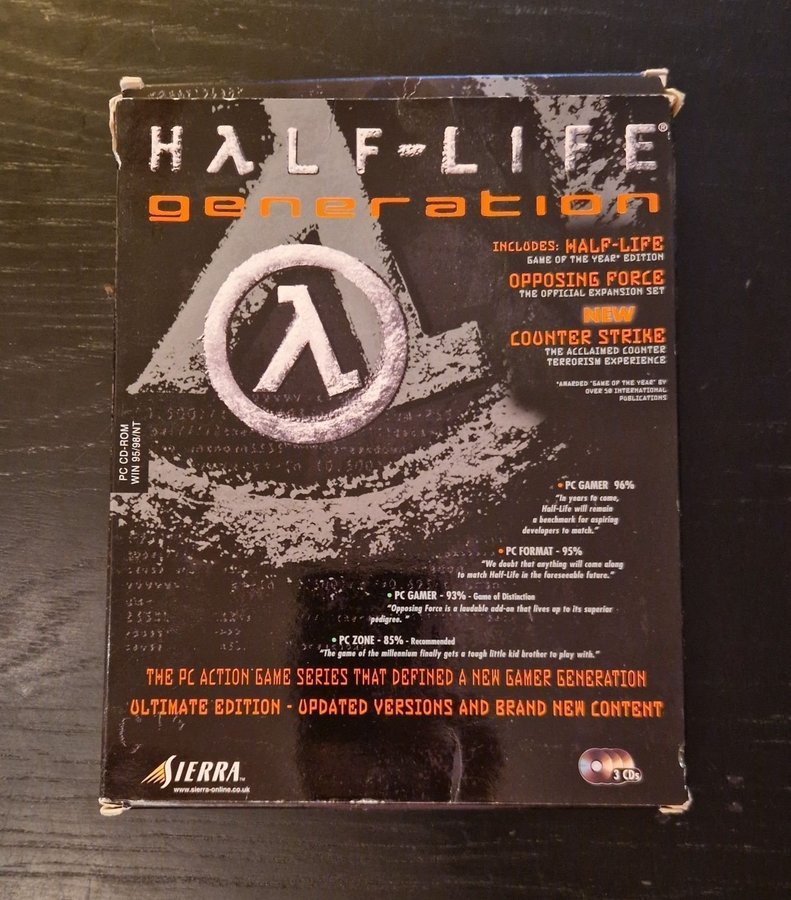 HλLF-LIFE®
generation
INCLUDES: HALF-LIFE
GAME OF THE YEAR* EDITION
OPPOSING FORCE
THE OFFICIAL EXPANSION SET
NEW
COUNTER STRIKE
THE ACCLAIMED COUNTER
TERRORISM EXPERIENCE
*AWARDED 'GAME OF THE YEAR' BY
OVER 50 INTERNATIONAL
PUBLICATIONS
λ
PC CD-ROM
WIN 95/98/NT
• PC GAMER 96%
"In years to come,
Half-Life will remain
a benchmark for aspiring
developers to match."
• PC FORMAT - 95%
"We doubt that anything will come along
to match Half-Life in the foreseeable future."
• PC GAMER - 93% - Game of Distinction
"Opposing Force is a laudable add-on that lives up to its superior
pedigree."
• PC ZONE - 85% - Recommended
"The game of the millennium finally gets a tough little kid brother to play with."
THE PC ACTION GAME SERIES THAT DEFINED A NEW GAMER GENERATION
ULTIMATE EDITION - UPDATED VERSIONS AND BRAND NEW CONTENT
SIERRA™
www.sierra-online.co.uk
3 CDs